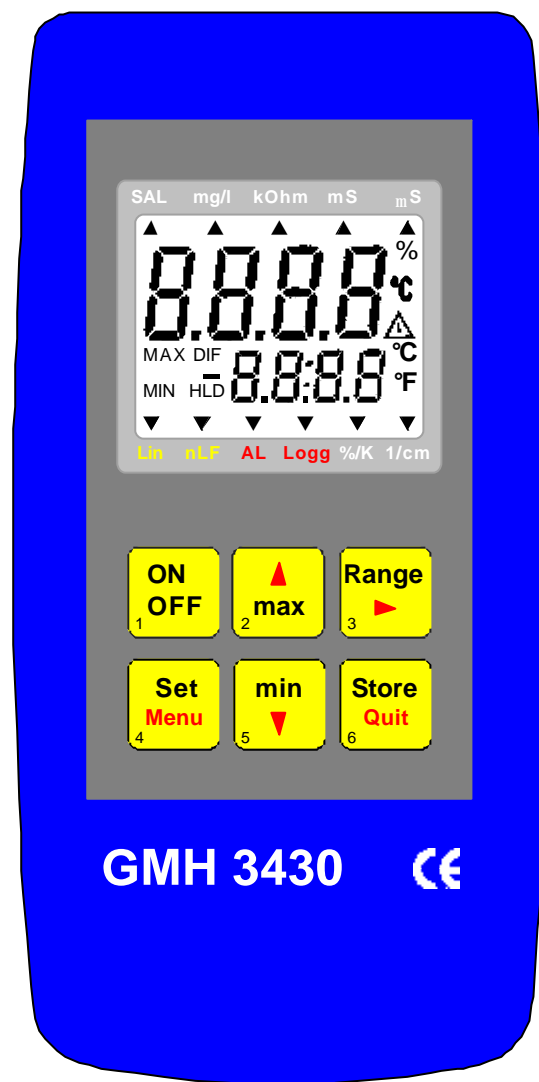 SAL mg/l kOhm mS mS
%
8.8.8.8 °C
MAX DIF °C
MIN HLD 8.8:8.8 °F
Lin nLF AL Logg %/K 1/cm
ON Range
OFF max
1 2 3
Set min Store
Menu Quit
4 5 6
GMH 3430 CE